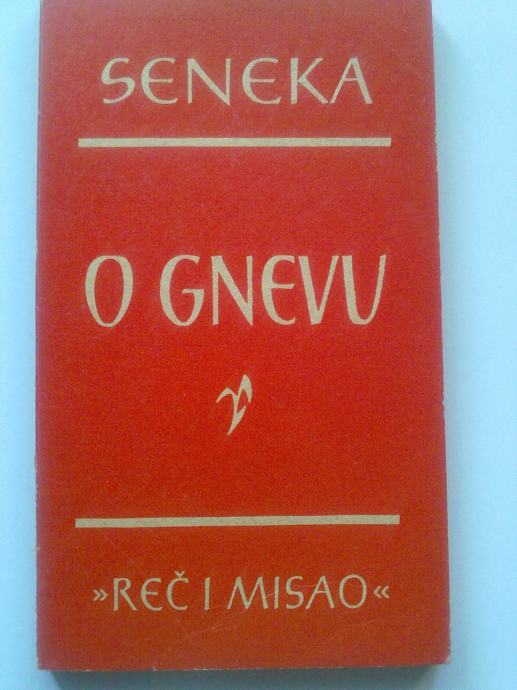 SENEKA
O GNEVU
»REČ I MISAO«